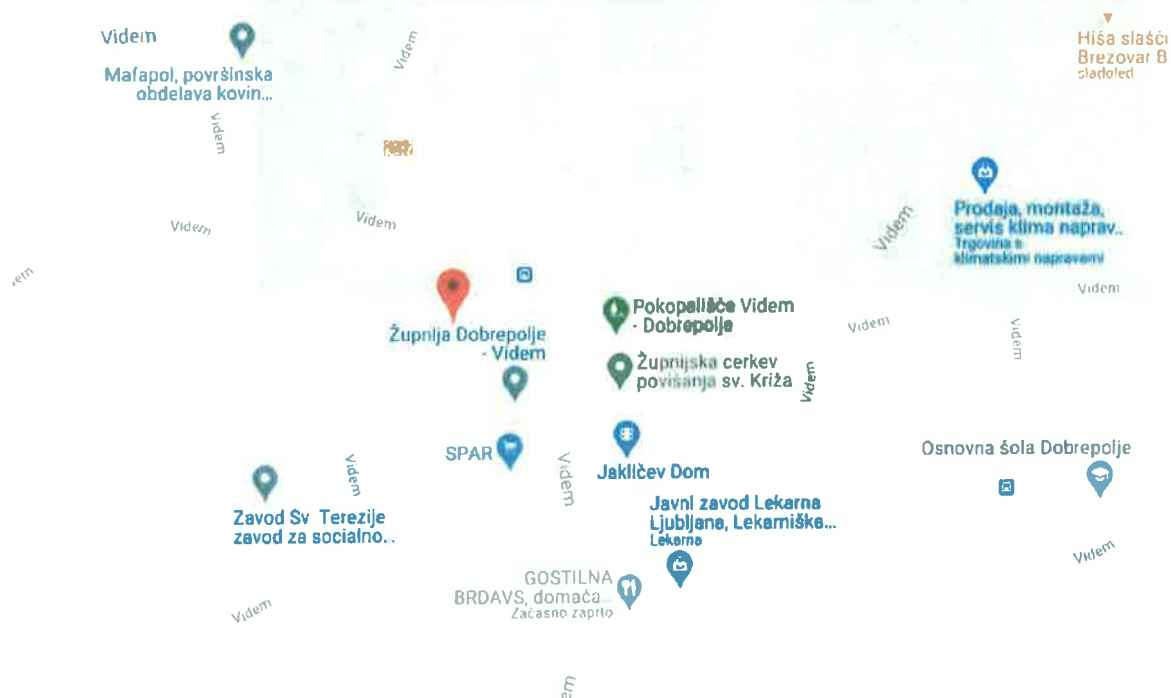 Videm
Mafapol, površinska
obdelava kovin...
Videm
Hiša slašči
Brezovar B
sladoled
Videm
Videm
Videm
Videm
Prodaja, montaža,
servis klima naprav..
Trgovina s
klimatskimi napravami
Videm
Župnija Dobrepolje
- Videm
Pokopališče Videm
- Dobrepolje
Župnijska cerkev
povišanja sv. Križa
Videm
Videm
Videm
SPAR
Videm
Videm
Jakličev Dom
Osnovna šola Dobrepolje
Zavod Sv Terezije
zavod za socialno..
Javni zavod Lekarna
Ljubljana, Lekarniška...
Lekarna
Videm
GOSTILNA
BRDAVS, domača...
Začasno zaprto
Videm